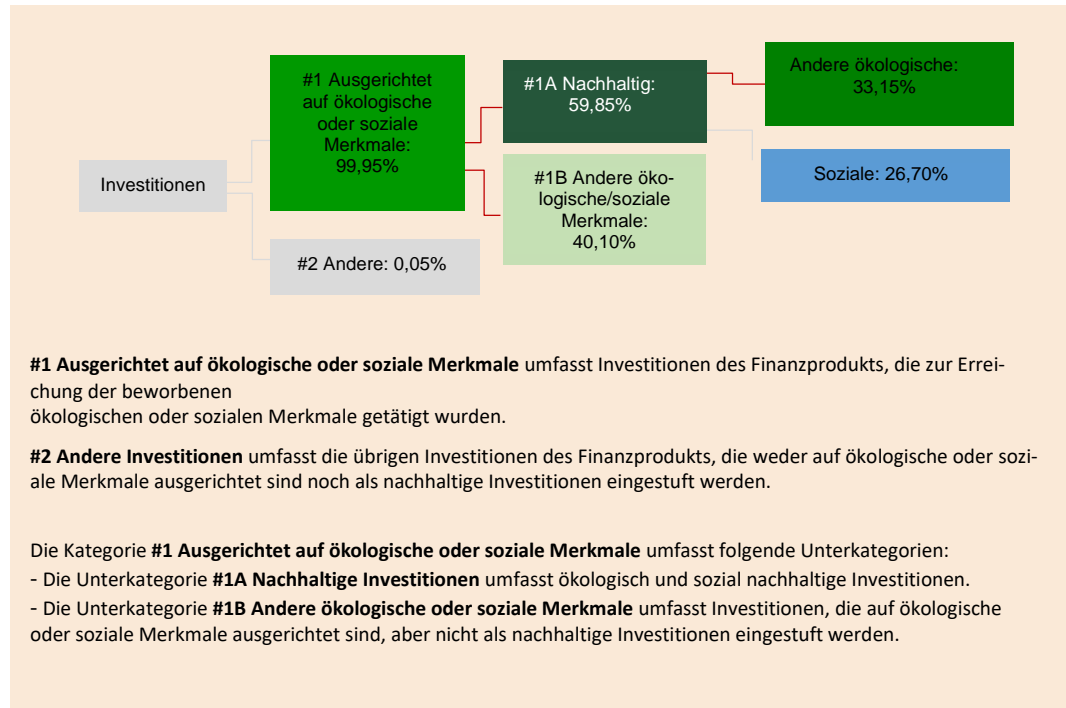 Investitionen
#1 Ausgerichtet
auf ökologische
oder soziale
Merkmale:
99,95%
#2 Andere: 0,05%
#1A Nachhaltig:
59,85%
#1B Andere öko-
logische/soziale
Merkmale:
40,10%
Andere ökologische:
33,15%
Soziale: 26,70%
#1 Ausgerichtet auf ökologische oder soziale Merkmale umfasst Investitionen des Finanzprodukts, die zur Errei-
chung der beworbenen
ökologischen oder sozialen Merkmale getätigt wurden.
#2 Andere Investitionen umfasst die übrigen Investitionen des Finanzprodukts, die weder auf ökologische oder sozi-
ale Merkmale ausgerichtet sind noch als nachhaltige Investitionen eingestuft werden.
Die Kategorie #1 Ausgerichtet auf ökologische oder soziale Merkmale umfasst folgende Unterkategorien:
- Die Unterkategorie #1A Nachhaltige Investitionen umfasst ökologisch und sozial nachhaltige Investitionen.
- Die Unterkategorie #1B Andere ökologische oder soziale Merkmale umfasst Investitionen, die auf ökologische
oder soziale Merkmale ausgerichtet sind, aber nicht als nachhaltige Investitionen eingestuft werden.